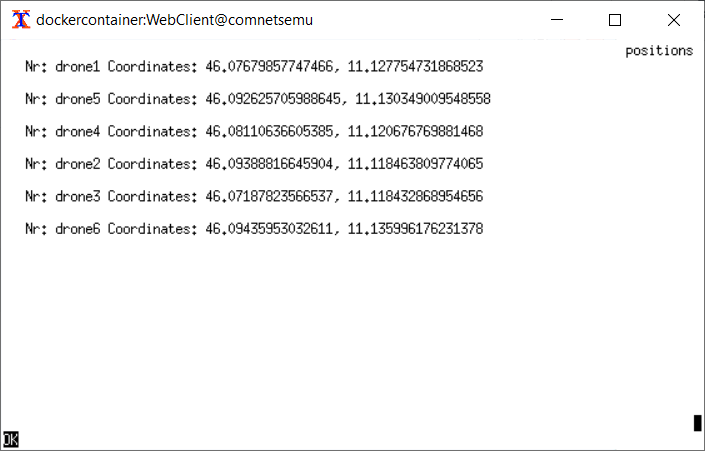 dockercontainer:WebClient@comnetsemu
positions
Nr: drone1 Coordinates: 46.07679857747466, 11.127754731868523
Nr: drone5 Coordinates: 46.092625705988645, 11.130349009548558
Nr: drone4 Coordinates: 46.08110636605385, 11.120676769881468
Nr: drone2 Coordinates: 46.09388816645904, 11.118463809774065
Nr: drone3 Coordinates: 46.07187823566537, 11.118432868954656
Nr: drone6 Coordinates: 46.09435953032611, 11.135996176231378
OK